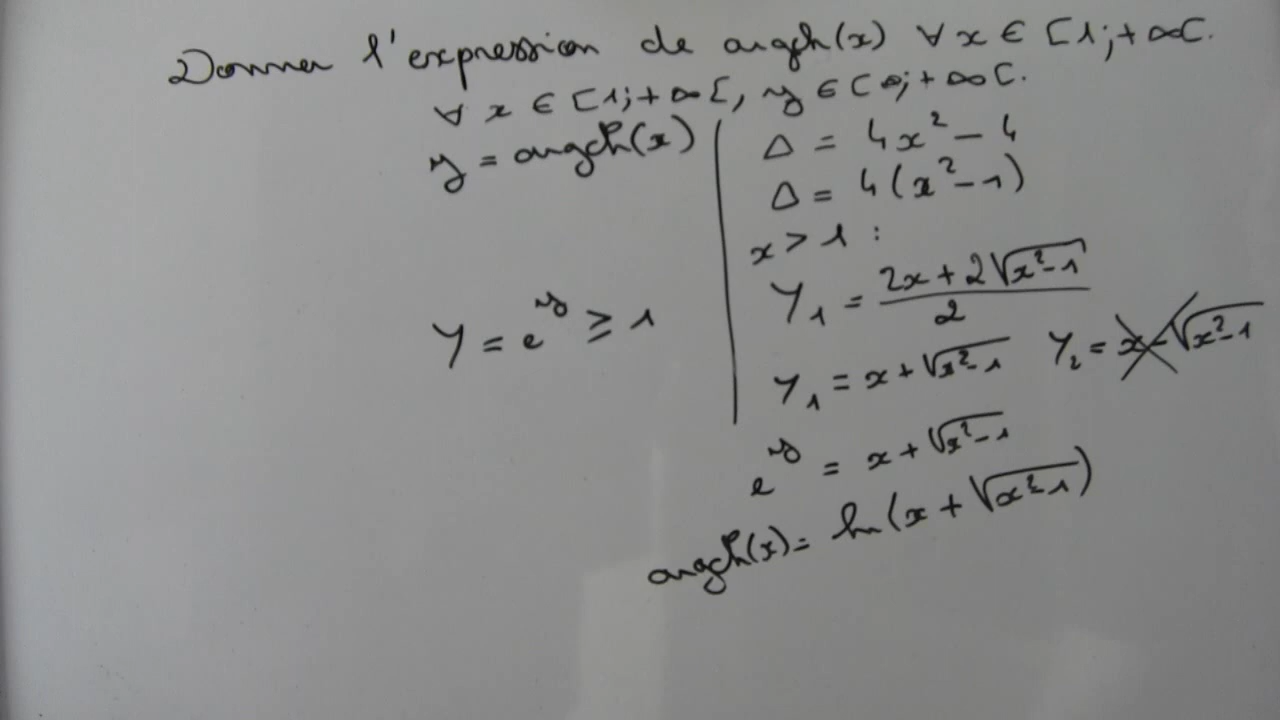 Donner l'expression de argch(x) ∀ x ∈ [1;+∞[.
∀ x ∈ [1;+∞[, y ∈ [0;+∞[.
y = argch(x)
Y = e^y ≥ 1
Δ = 4x² - 4
Δ = 4(x²-1)
x > 1 :
Y₁ = (2x + 2√(x²-1))/2
Y₁ = x + √(x²-1) Y₂ = x - √(x²-1)
e^y = x + √(x²-1)
argch(x) = ln(x + √(x²-1))